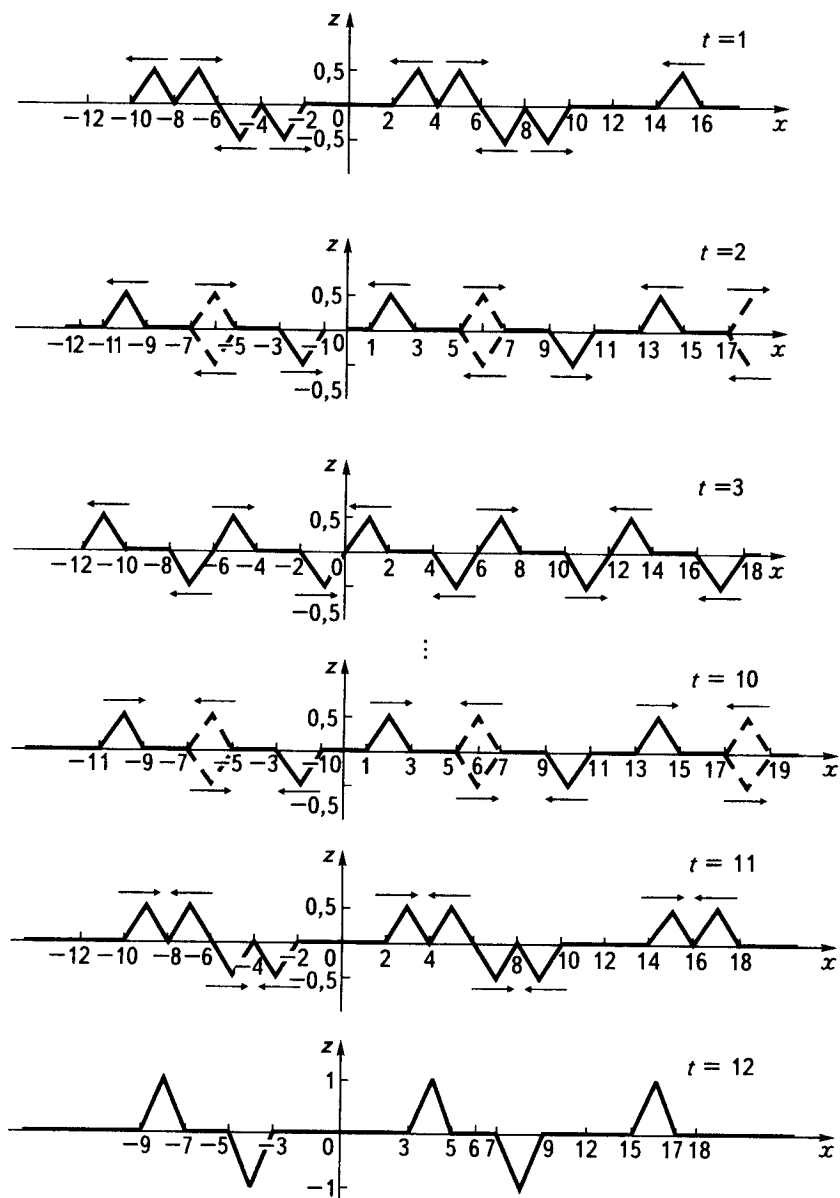 z
t=1
0,5
−12 −10 −8 −6 −4 −2 0 2 4 6 8 10 12 14 16 x
−0,5
z
t=2
0,5
−12 −11 −9 −7 −5 −3 −1 0 1 3 5 7 9 11 13 15 17 x
−0,5
z
t=3
0,5
−12 −10 −8 −6 −4 −2 0 2 4 6 8 10 12 14 16 18 x
−0,5
⋮
z
t = 10
0,5
−11 −9 −7 −5 −3 −1 0 1 3 5 6 7 9 11 13 15 17 19 x
−0,5
z
t = 11
0,5
−12 −10 −8 −6 −4 −2 0 2 4 6 8 10 12 14 16 18 x
−0,5
z
t = 12
1
−9 −7 −5 −3 0 3 5 6 7 9 12 15 17 18 x
−1